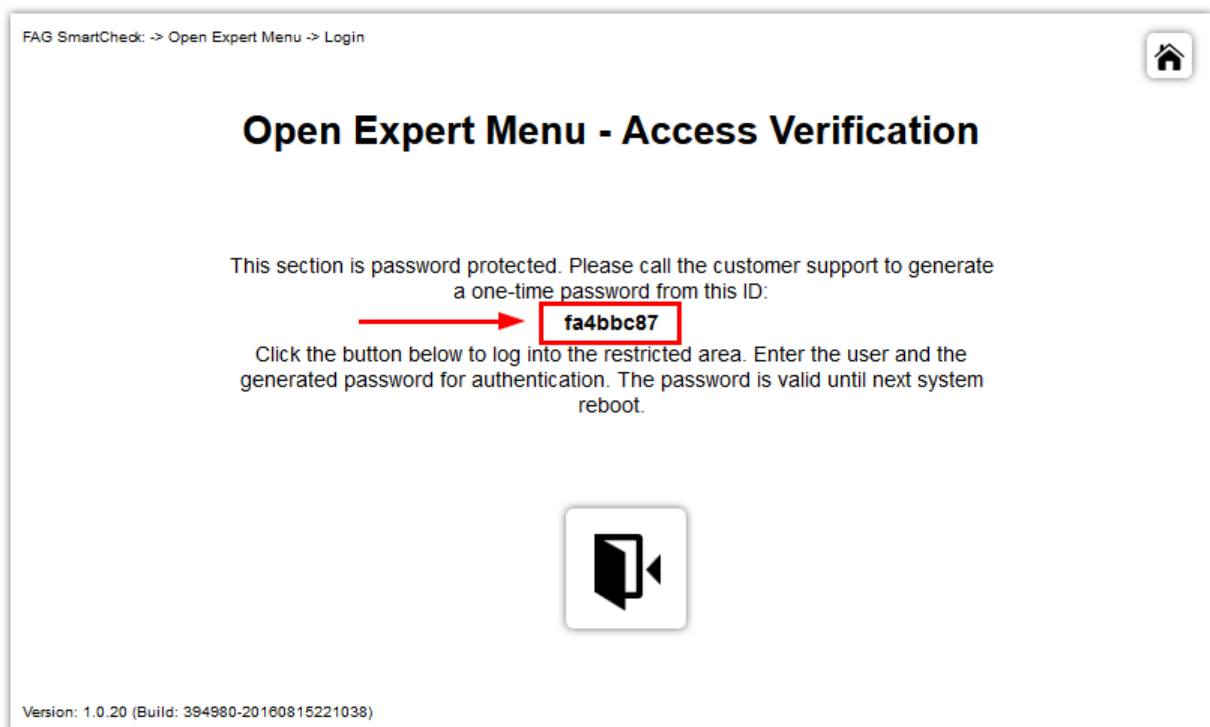 FAG SmartCheck: -> Open Expert Menu -> Login
Open Expert Menu - Access Verification
This section is password protected. Please call the customer support to generate
a one-time password from this ID:
fa4bbc87
Click the button below to log into the restricted area. Enter the user and the
generated password for authentication. The password is valid until next system
reboot.
Version: 1.0.20 (Build: 394980-20160815221038)